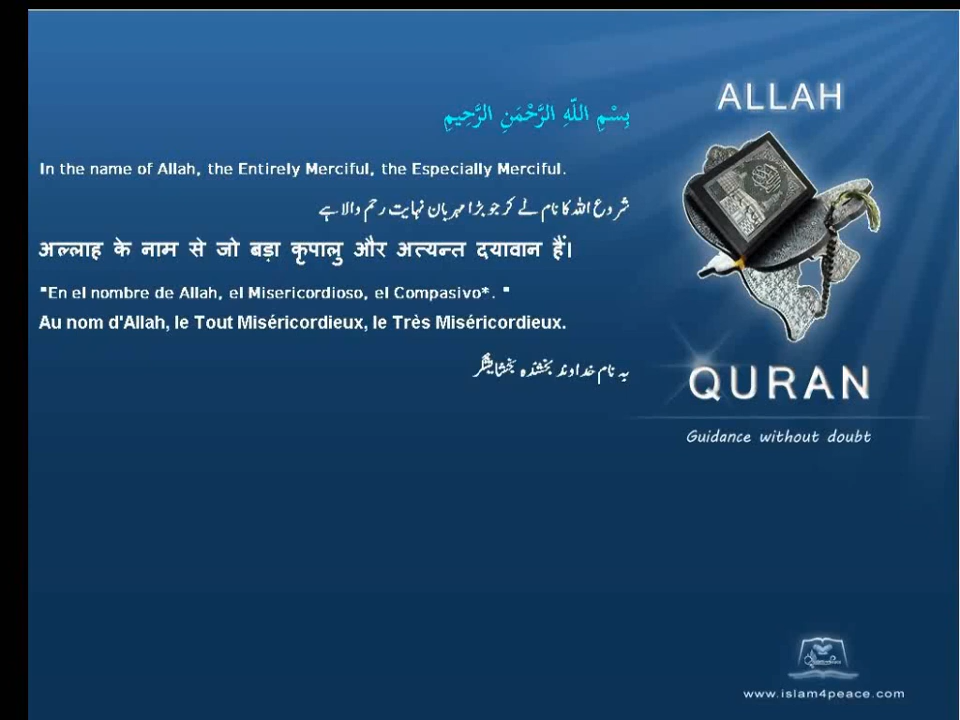 بِسْمِ اللّهِ الرَّحْمَنِ الرَّحِيمِ
In the name of Allah, the Entirely Merciful, the Especially Merciful.
شروع اللہ کا نام لے کر جو بڑا مہربان نہایت رحم والا ہے
अल्लाह के नाम से जो बड़ा कृपालु और अत्यन्त दयावान हैं।
"En el nombre de Allah, el Misericordioso, el Compasivo*. "
Au nom d'Allah, le Tout Miséricordieux, le Très Miséricordieux.
به نام خداوند بخشنده بخشایشگر
ALLAH
QURAN
Guidance without doubt
www.islam4peace.com